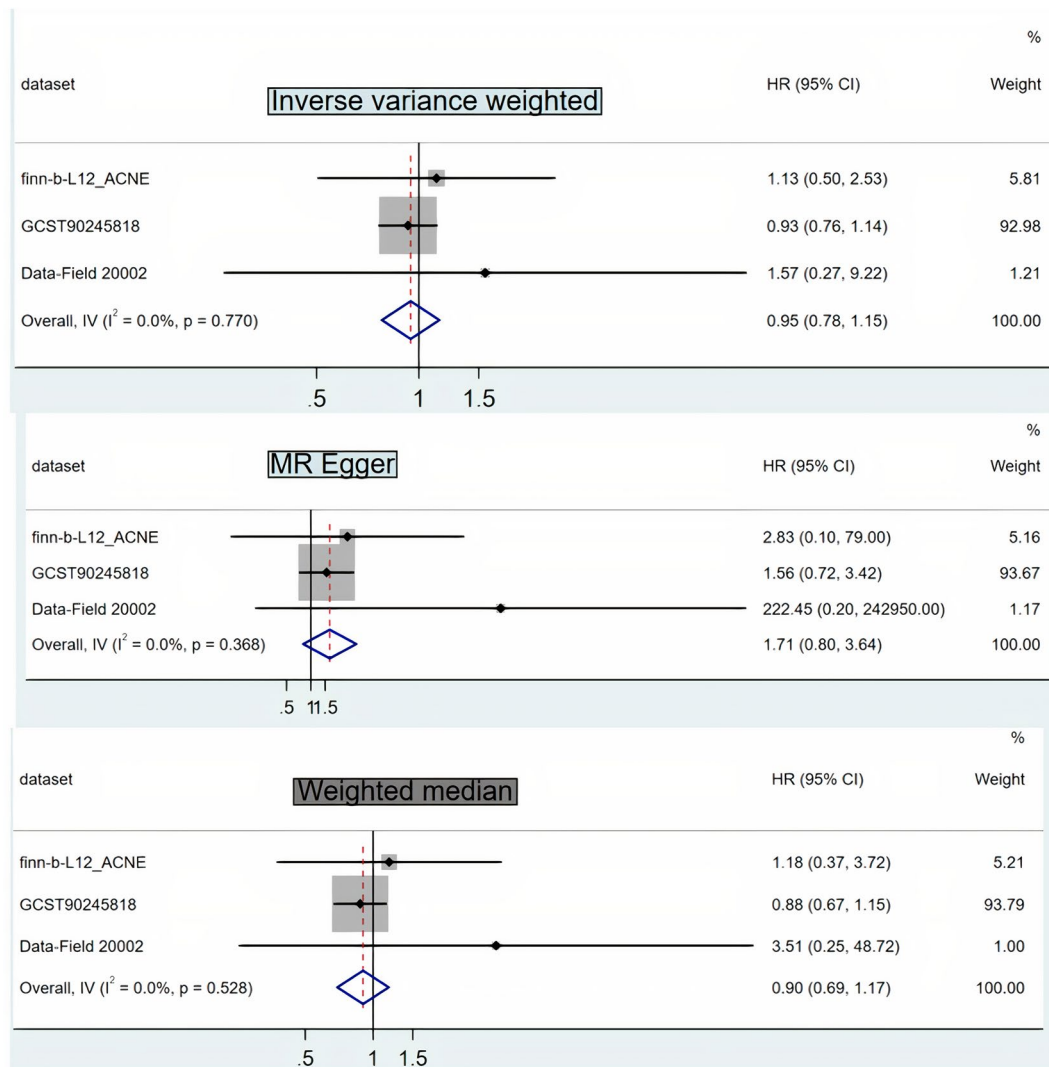 %
dataset HR (95% CI) Weight
Inverse variance weighted
finn-b-L12_ACNE 1.13 (0.50, 2.53) 5.81
GCST90245818 0.93 (0.76, 1.14) 92.98
Data-Field 20002 1.57 (0.27, 9.22) 1.21
Overall, IV (I² = 0.0%, p = 0.770) 0.95 (0.78, 1.15) 100.00
.5 1 1.5
%
dataset MR Egger HR (95% CI) Weight
finn-b-L12_ACNE 2.83 (0.10, 79.00) 5.16
GCST90245818 1.56 (0.72, 3.42) 93.67
Data-Field 20002 222.45 (0.20, 242950.00) 1.17
Overall, IV (I² = 0.0%, p = 0.368) 1.71 (0.80, 3.64) 100.00
.5 1 1.5
%
dataset HR (95% CI) Weight
Weighted median
finn-b-L12_ACNE 1.18 (0.37, 3.72) 5.21
GCST90245818 0.88 (0.67, 1.15) 93.79
Data-Field 20002 3.51 (0.25, 48.72) 1.00
Overall, IV (I² = 0.0%, p = 0.528) 0.90 (0.69, 1.17) 100.00
.5 1 1.5